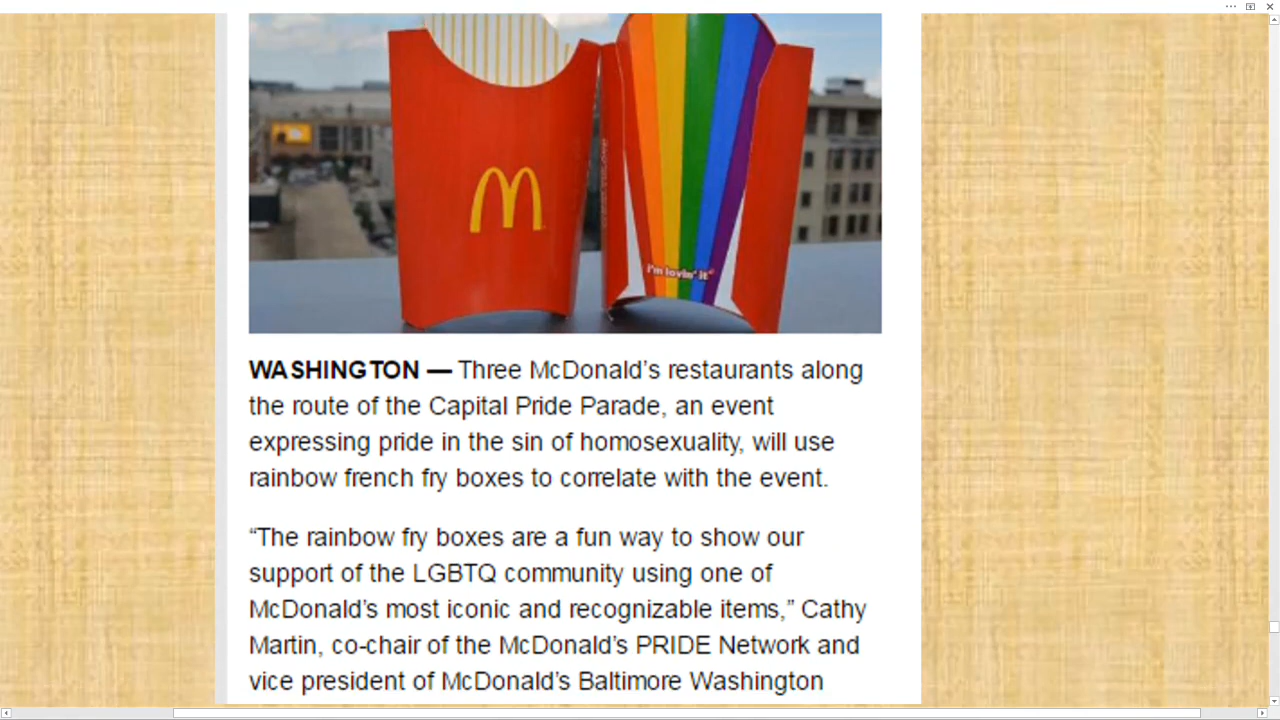 i'm lovin' it
WASHINGTON — Three McDonald's restaurants along
the route of the Capital Pride Parade, an event
expressing pride in the sin of homosexuality, will use
rainbow french fry boxes to correlate with the event.
“The rainbow fry boxes are a fun way to show our
support of the LGBTQ community using one of
McDonald's most iconic and recognizable items,” Cathy
Martin, co-chair of the McDonald's PRIDE Network and
vice president of McDonald's Baltimore Washington